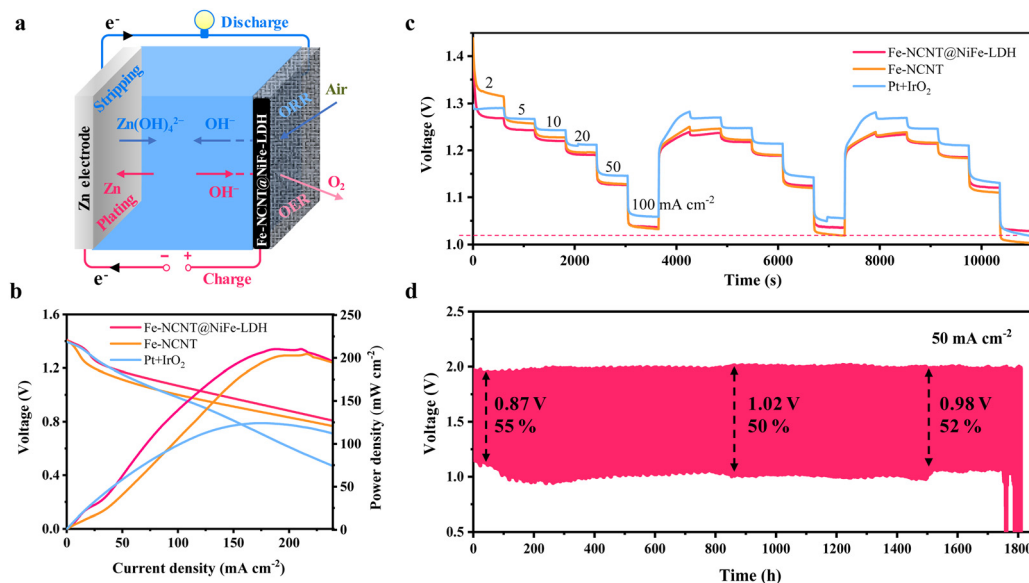 a
e⁻
Discharge
Stripping
Zn electrode
Zn(OH)₄²⁻
OH⁻
ORR
Air
Fe-NCNT@NiFe-LDH
Zn
Plating
OH⁻
OER
O₂
− +
e⁻
Charge
b
Fe-NCNT@NiFe-LDH
Fe-NCNT
Pt+IrO₂
Voltage (V)
1.6
1.2
0.8
0.4
0.0
Power density (mW cm⁻²)
250
200
150
100
50
0
0 50 100 150 200
Current density (mA cm⁻²)
c
Fe-NCNT@NiFe-LDH
Fe-NCNT
Pt+IrO₂
Voltage (V)
1.4
1.3
1.2
1.1
1.0
2
5
10
20
50
100 mA cm⁻²
0 2000 4000 6000 8000 10000
Time (s)
d
50 mA cm⁻²
Voltage (V)
2.5
2.0
1.5
1.0
0.5
0.87 V
55 %
1.02 V
50 %
0.98 V
52 %
0 200 400 600 800 1000 1200 1400 1600 1800
Time (h)